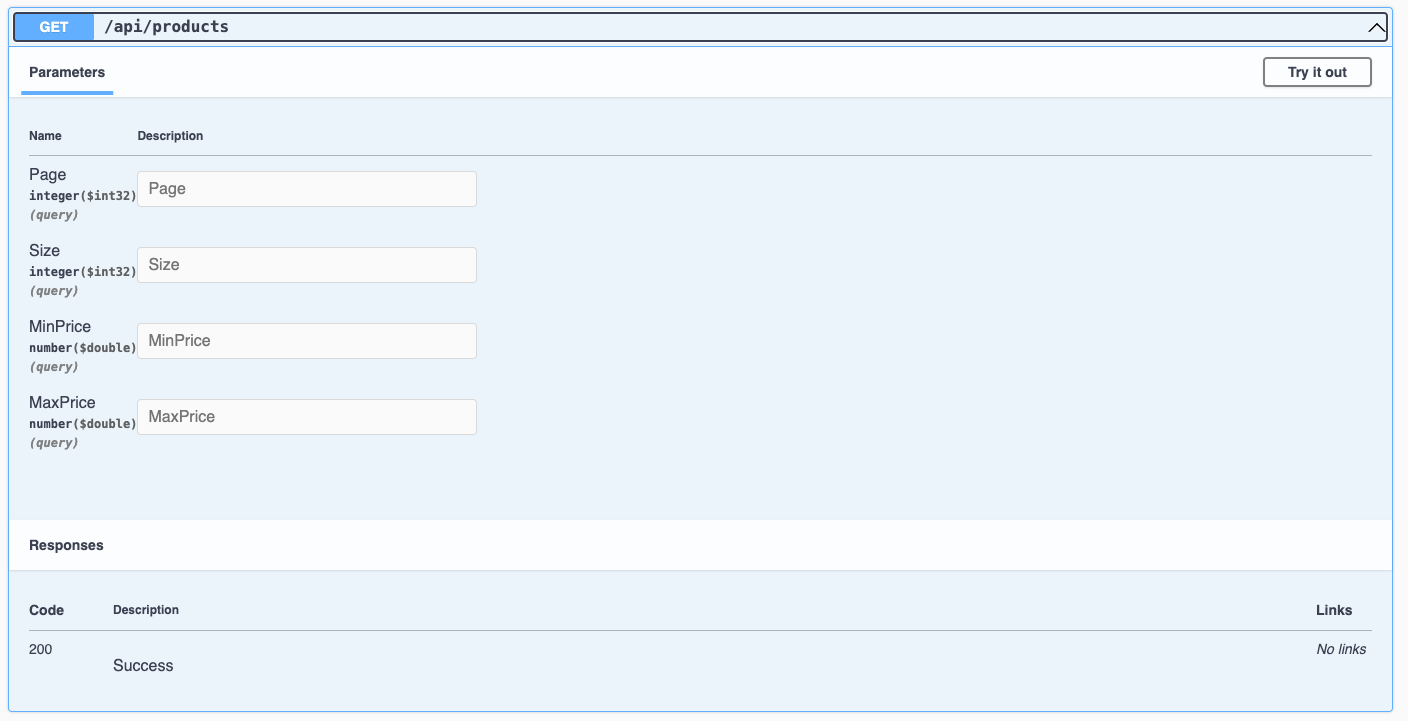 GET /api/products
Parameters Try it out
Name Description
Page
integer($int32)
(query)
Page
Size
integer($int32)
(query)
Size
MinPrice
number($double)
(query)
MinPrice
MaxPrice
number($double)
(query)
MaxPrice
Responses
Code Description Links
200 Success No links